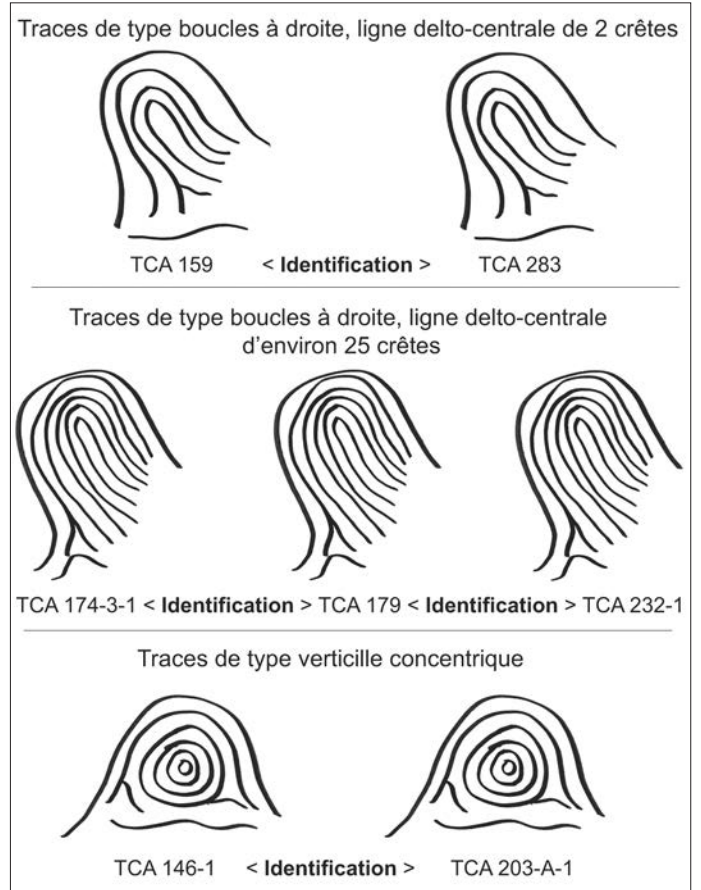 Traces de type boucles à droite, ligne delto-centrale de 2 crêtes
TCA 159 < Identification > TCA 283
Traces de type boucles à droite, ligne delto-centrale
d'environ 25 crêtes
TCA 174-3-1 < Identification > TCA 179 < Identification > TCA 232-1
Traces de type verticille concentrique
TCA 146-1 < Identification > TCA 203-A-1